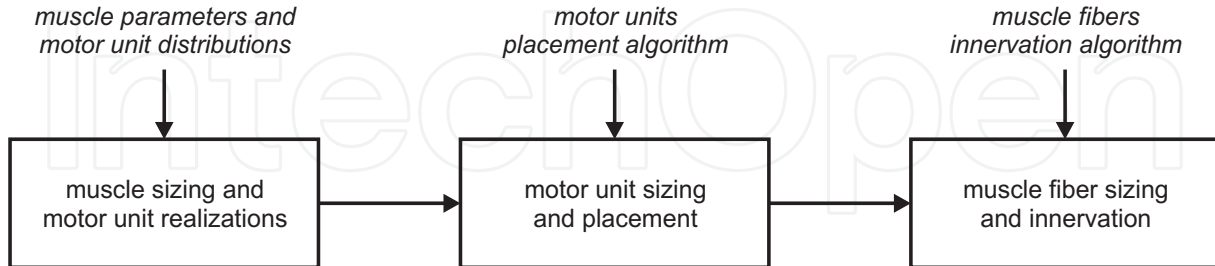 muscle parameters and
motor unit distributions
motor units
placement algorithm
muscle fibers
innervation algorithm
IntechOpen
muscle sizing and
motor unit realizations
motor unit sizing
and placement
muscle fiber sizing
and innervation